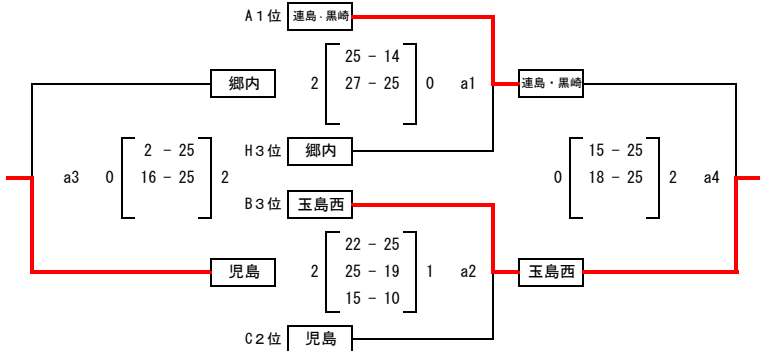 A1位 連島・黒崎
25 - 14
郷内 2 27 - 25 0 a1 連島・黒崎
2 - 25 H3位 郷内 15 - 25
a3 0 16 - 25 2 0 18 - 25 2 a4
B3位 玉島西
22 - 25
児島 2 25 - 19 1 a2 玉島西
15 - 10
C2位 児島